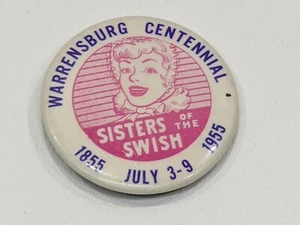 WARRENSBURG CENTENNIAL
SISTERS OF THE
SWISH
1855 JULY 3-9 1955